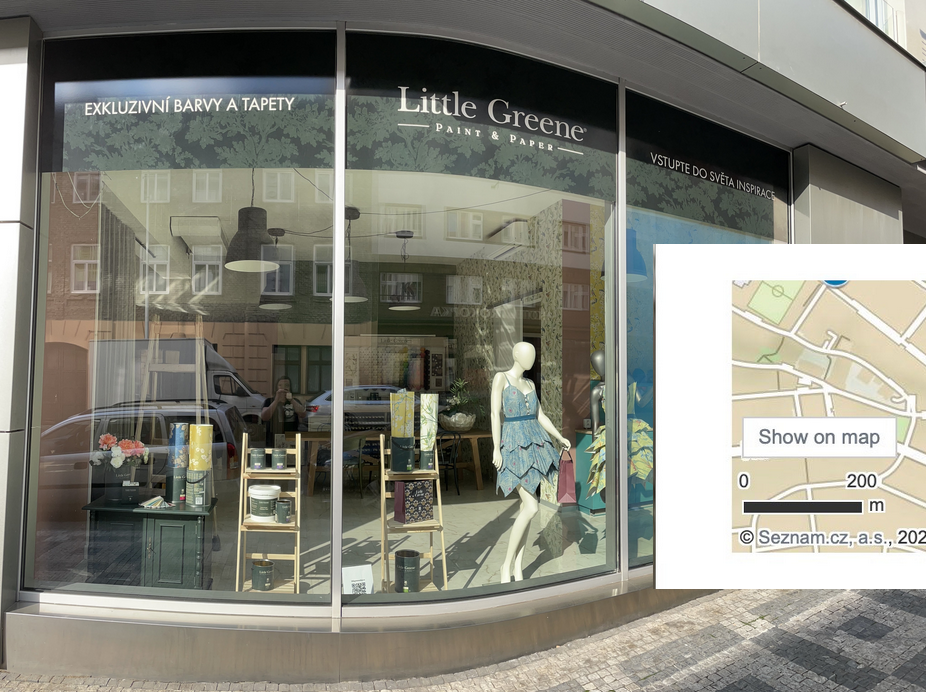 EXKLUZIVNÍ BARVY A TAPETY
Little Greene
PAINT & PAPER
VSTUPTE DO SVĚTA INSPIRACE
Show on map
0 200
m
© Seznam.cz, a.s., 202